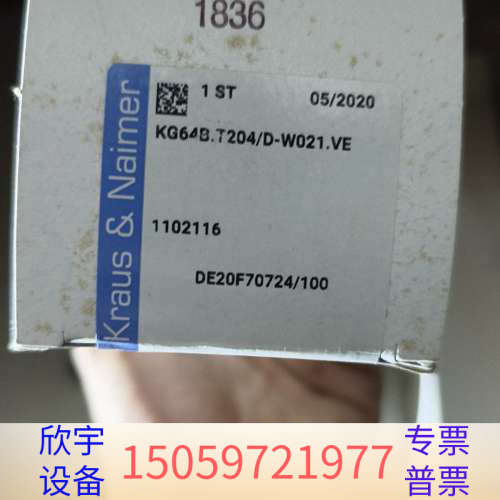 1836
1 ST 05/2020
KG64B.T204/D-W021.VE
1102116
DE20F70724/100
Kraus & Naimer
欣宇 设备
15059721977
专票 普票